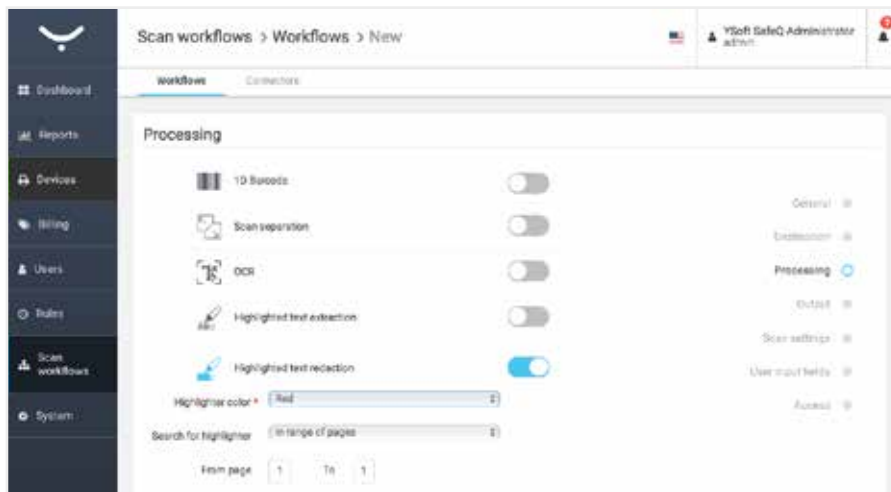 Scan workflows > Workflows > New
YSoft SafeQ Administrator
admin
Workflows
Connectors
Dashboard
Reports
Devices
Billing
Users
Rules
Scan workflows
System
Processing
1D Barcode
Scan separation
OCR
Highlighted text extraction
Highlighted text redaction
Highlighter color * Red
Search for highlighter In range of pages
From page 1 To 1
General
Destination
Processing
Output
Scan settings
User input fields
Access